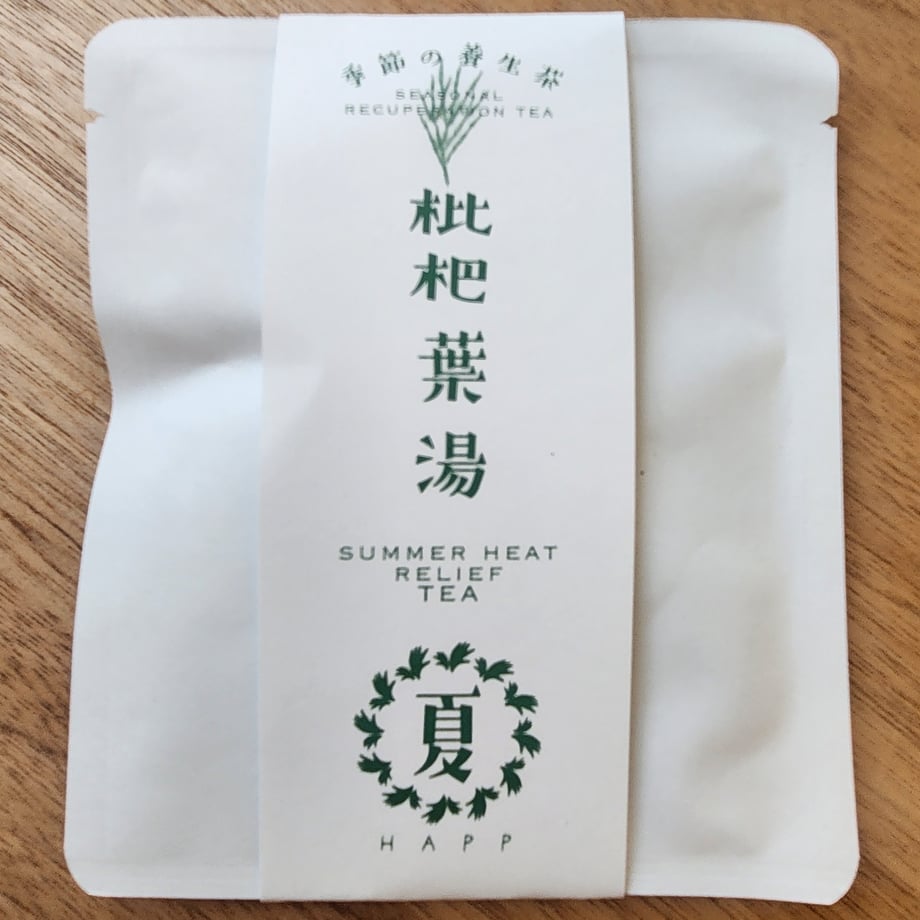 季節の養生茶
SEASONAL
RECUPERATION TEA
枇杷葉湯
SUMMER HEAT
RELIEF
TEA
夏
HAPP